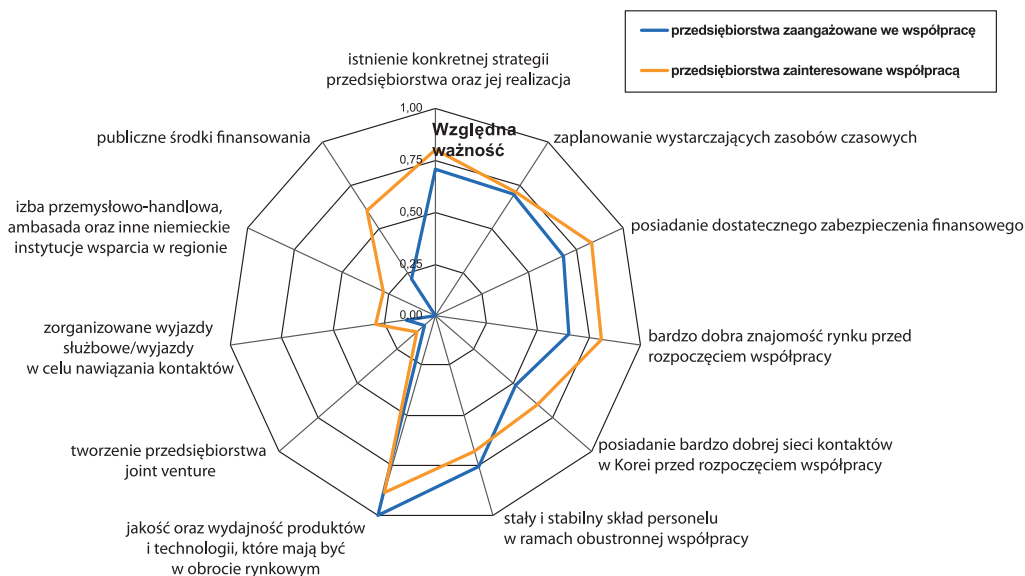 przedsiębiorstwa zaangażowane we współpracę
przedsiębiorstwa zainteresowane współpracą
istnienie konkretnej strategii
przedsiębiorstwa oraz jej realizacja
1,00
Względna
ważność
0,75
0,50
0,25
0,00
zaplanowanie wystarczających zasobów czasowych
posiadanie dostatecznego zabezpieczenia finansowego
bardzo dobra znajomość rynku przed
rozpoczęciem współpracy
posiadanie bardzo dobrej sieci kontaktów
w Korei przed rozpoczęciem współpracy
stały i stabilny skład personelu
w ramach obustronnej współpracy
jakość oraz wydajność produktów
i technologii, które mają być
w obrocie rynkowym
tworzenie przedsiębiorstwa
joint venture
zorganizowane wyjazdy
służbowe/wyjazdy
w celu nawiązania kontaktów
izba przemysłowo-handlowa,
ambasada oraz inne niemieckie
instytucje wsparcia w regionie
publiczne środki finansowania